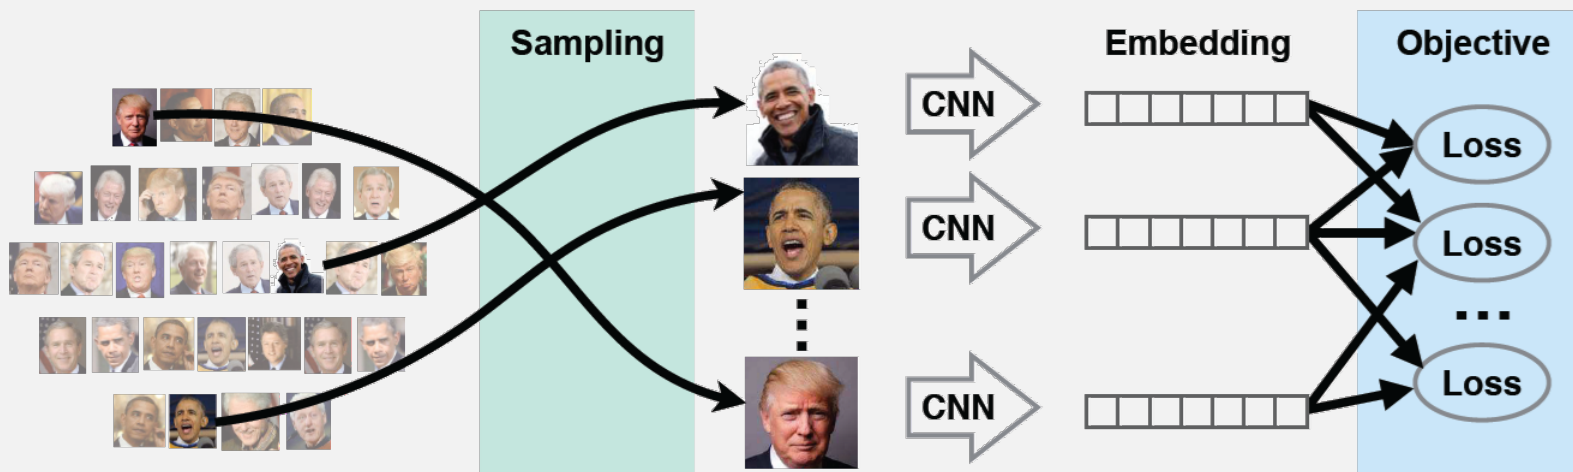 Sampling
Embedding
Objective
CNN
Loss
CNN
Loss
...
CNN
Loss